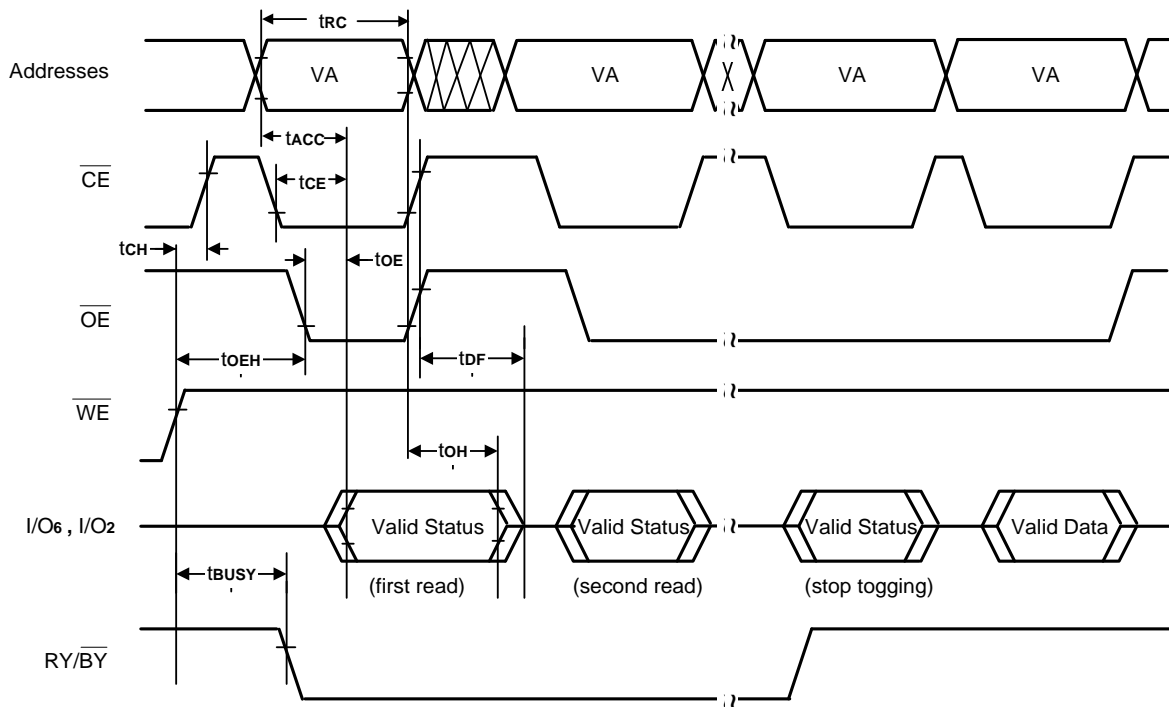 tRC
Addresses VA VA VA VA
tACC
CE
tCE
tCH
tOE
OE
tOEH
tDF
WE
tOH
I/O6 , I/O2 Valid Status Valid Status Valid Status Valid Data
tBUSY
(first read) (second read) (stop togging)
RY/BY